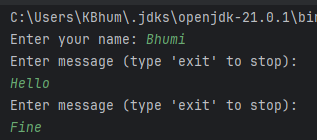 C:\Users\KBhum\.jdks\openjdk-21.0.1\bin
Enter your name: Bhumi
Enter message (type 'exit' to stop):
Hello
Enter message (type 'exit' to stop):
Fine